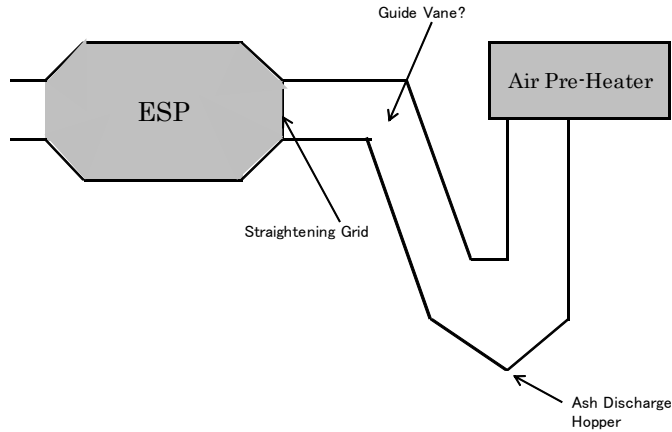 Guide Vane?
Air Pre-Heater
ESP
Straightening Grid
Ash Discharge
Hopper